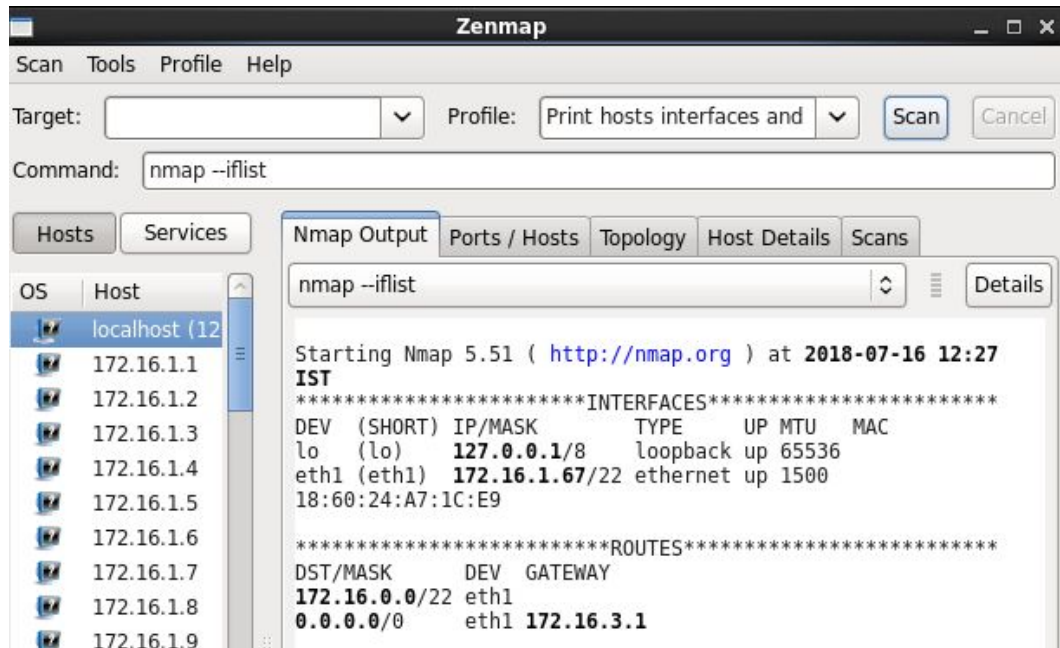 Zenmap
Scan Tools Profile Help
Target: Profile: Print hosts interfaces and Scan Cancel
Command: nmap --iflist
Hosts Services
Nmap Output Ports / Hosts Topology Host Details Scans
OS Host
localhost (12
172.16.1.1
172.16.1.2
172.16.1.3
172.16.1.4
172.16.1.5
172.16.1.6
172.16.1.7
172.16.1.8
172.16.1.9
nmap --iflist Details
Starting Nmap 5.51 ( http://nmap.org ) at 2018-07-16 12:27
IST
************************INTERFACES************************
DEV (SHORT) IP/MASK TYPE UP MTU MAC
lo (lo) 127.0.0.1/8 loopback up 65536
eth1 (eth1) 172.16.1.67/22 ethernet up 1500
18:60:24:A7:1C:E9
**************************ROUTES**************************
DST/MASK DEV GATEWAY
172.16.0.0/22 eth1
0.0.0.0/0 eth1 172.16.3.1